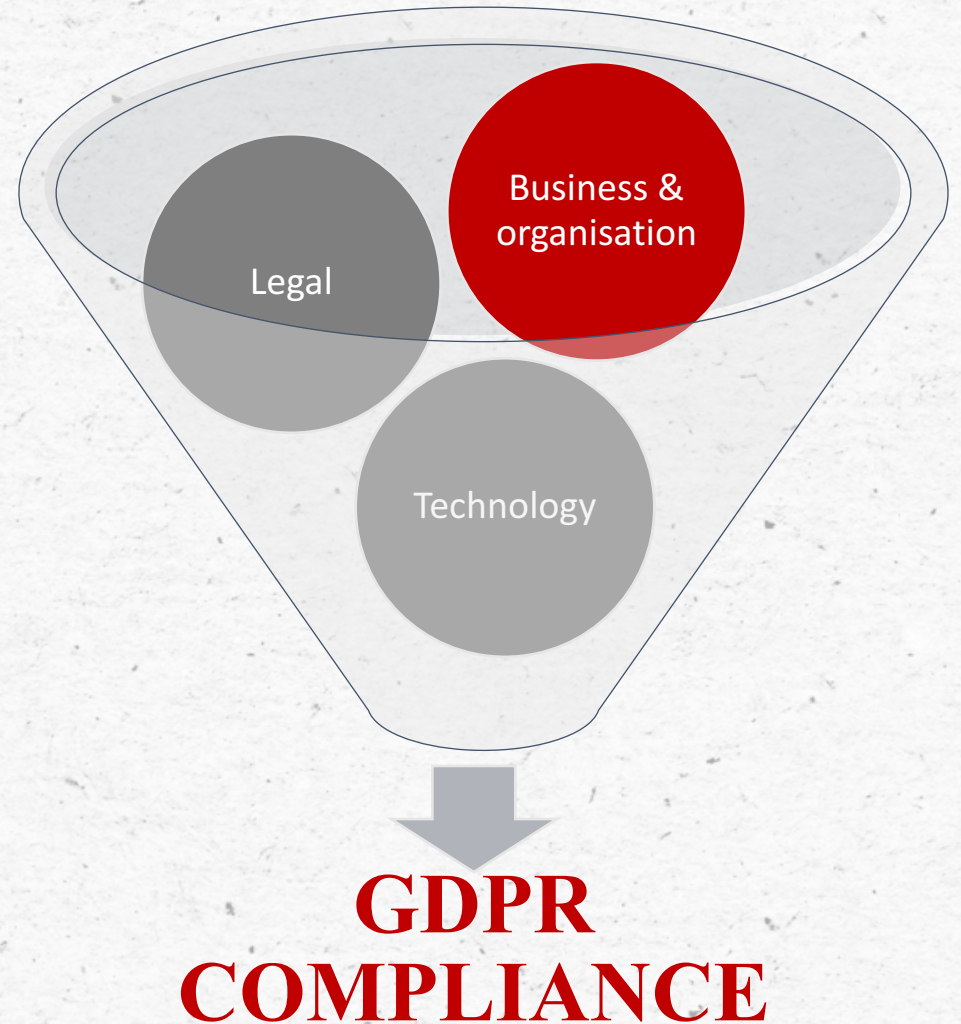 Business &
organisation
Legal
Technology
GDPR
COMPLIANCE